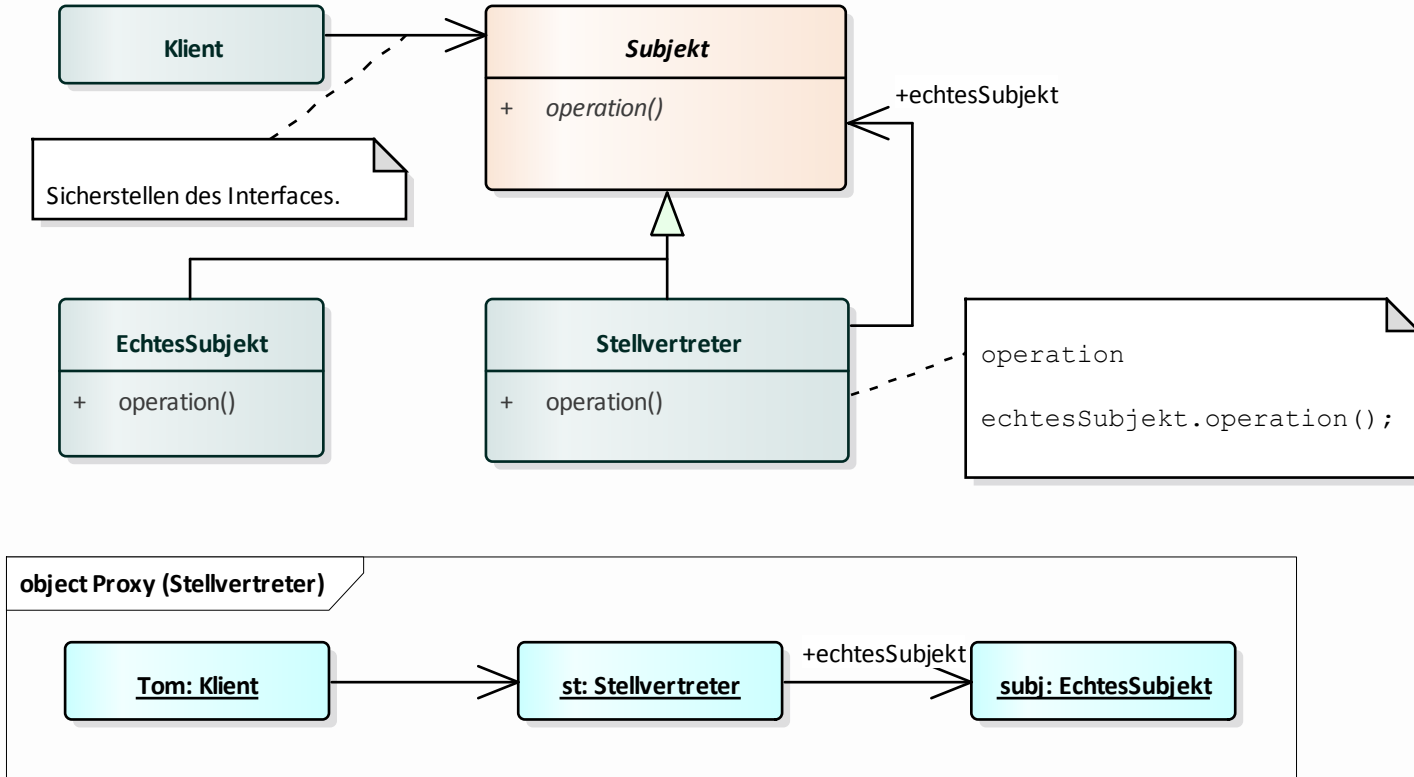 Klient
Subjekt
+ operation()
+echtesSubjekt
Sicherstellen des Interfaces.
EchtesSubjekt
+ operation()
Stellvertreter
+ operation()
operation
echtesSubjekt.operation();
object Proxy (Stellvertreter)
Tom: Klient
st: Stellvertreter
+echtesSubjekt
subj: EchtesSubjekt